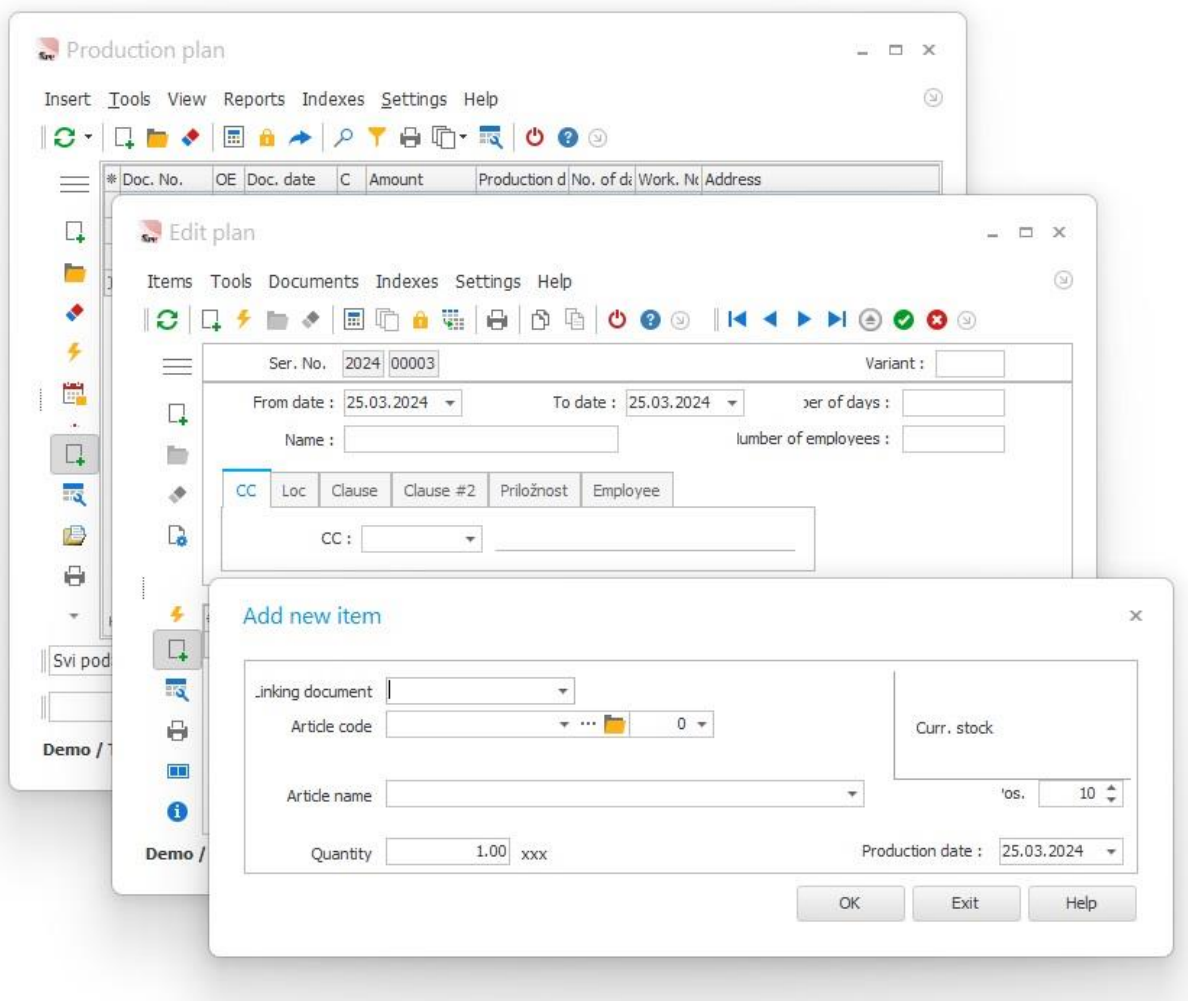 Production plan
Insert Tools View Reports Indexes Settings Help
Doc. No. OE Doc. date C Amount Production d No. of da Work. No Address
Edit plan
Items Tools Documents Indexes Settings Help
Ser. No. 2024 00003 Variant :
From date : 25.03.2024 To date : 25.03.2024 ber of days :
Name : lumber of employees :
CC Loc Clause Clause #2 Priložnost Employee
CC :
Add new item
Linking document
Article code 0
Curr. stock
Article name
Pos. 10
Quantity 1.00 xxx
Production date : 25.03.2024
OK Exit Help
Svi pod
Demo / T
Demo /